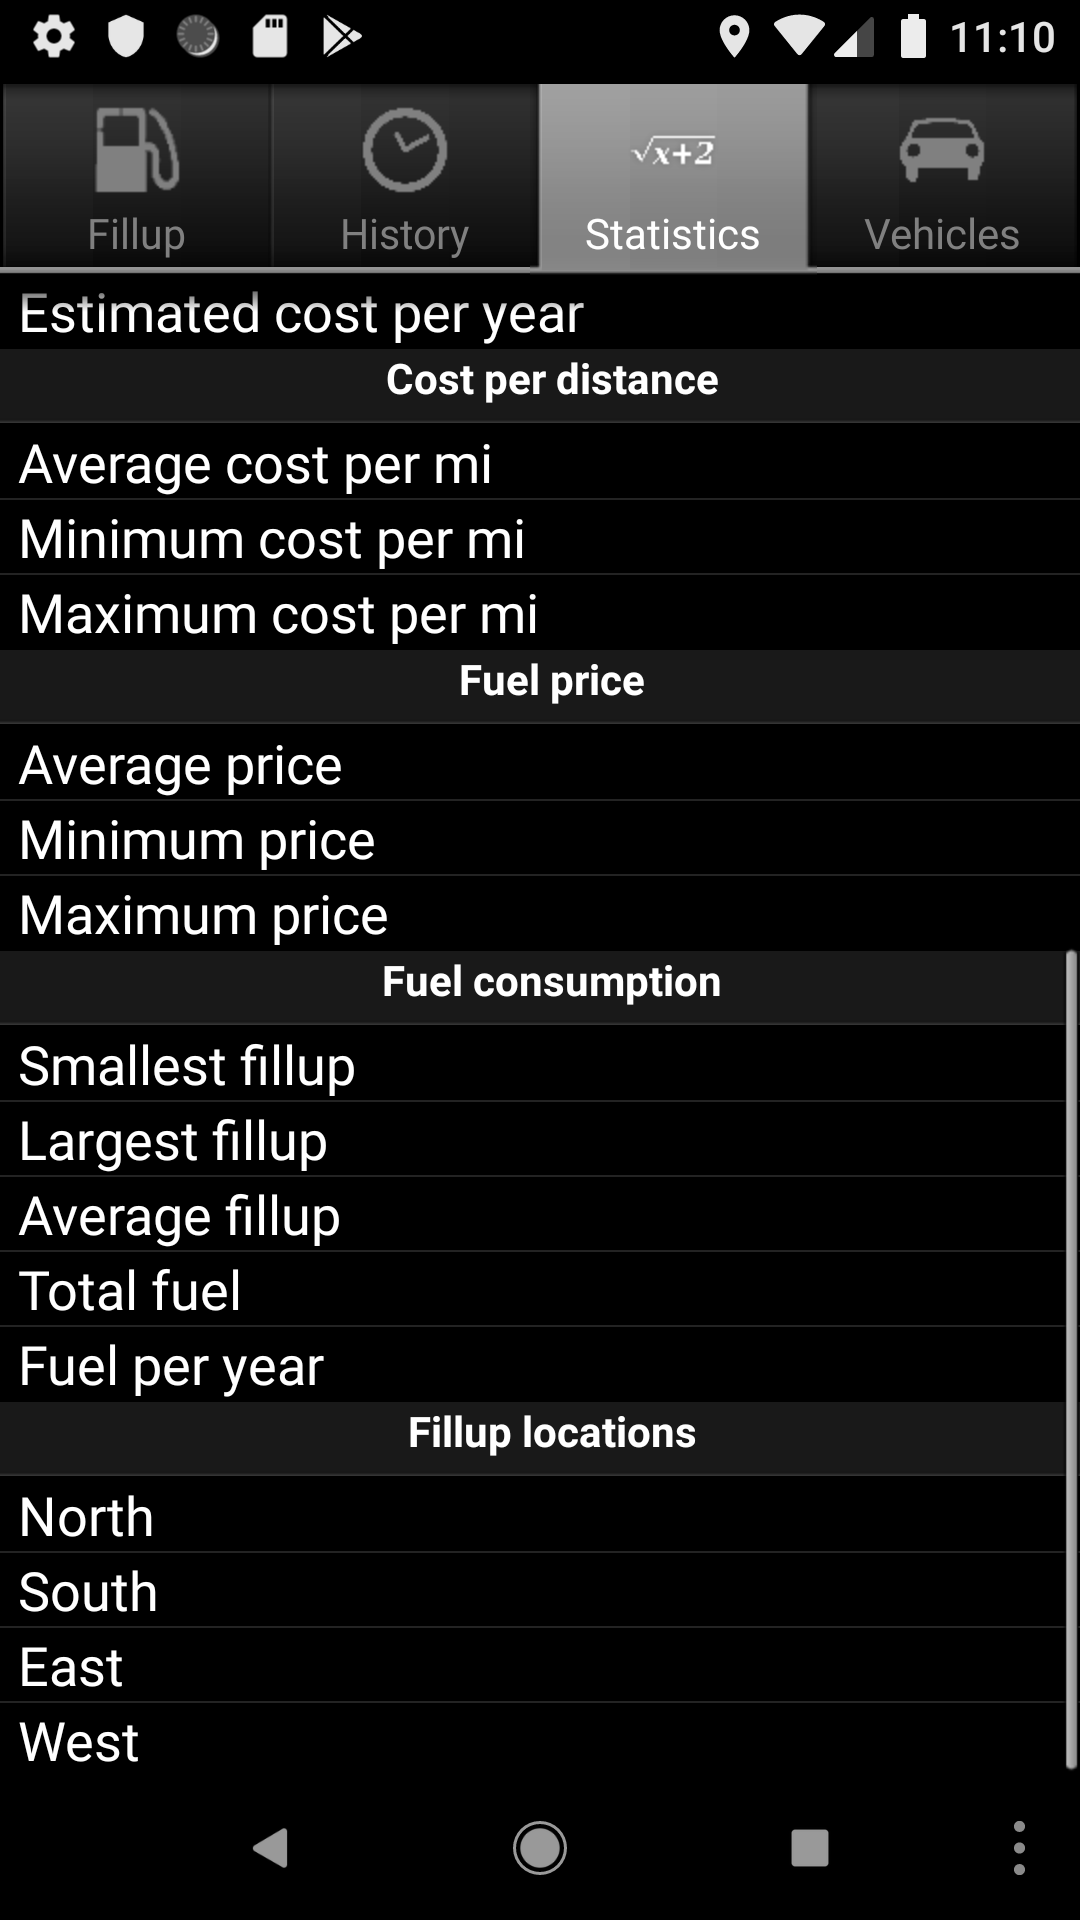 11:10
√x+2
Fillup
History
Statistics
Vehicles
Estimated cost per year
Cost per distance
Average cost per mi
Minimum cost per mi
Maximum cost per mi
Fuel price
Average price
Minimum price
Maximum price
Fuel consumption
Smallest fillup
Largest fillup
Average fillup
Total fuel
Fuel per year
Fillup locations
North
South
East
West